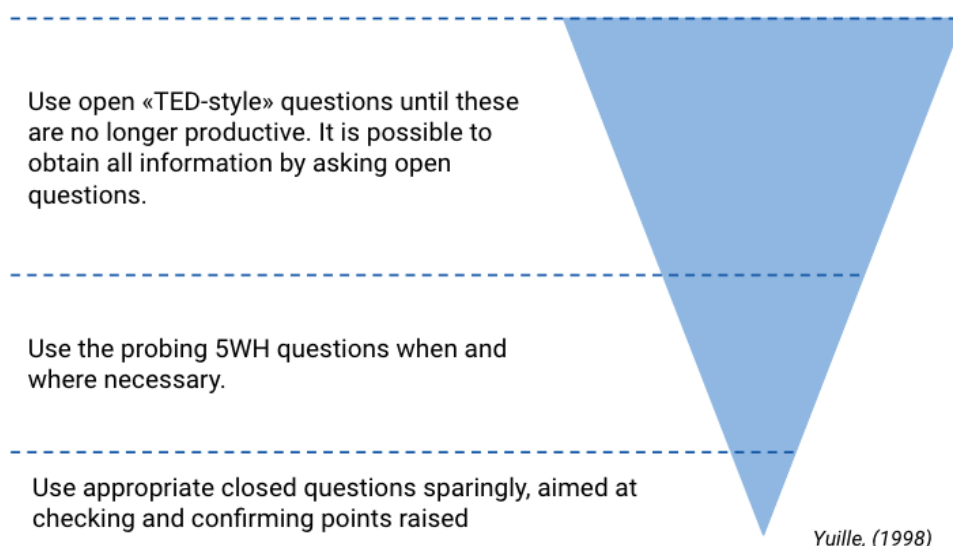 Use open «TED-style» questions until these
are no longer productive. It is possible to
obtain all information by asking open
questions.
Use the probing 5WH questions when and
where necessary.
Use appropriate closed questions sparingly, aimed at
checking and confirming points raised
Yuille, (1998)